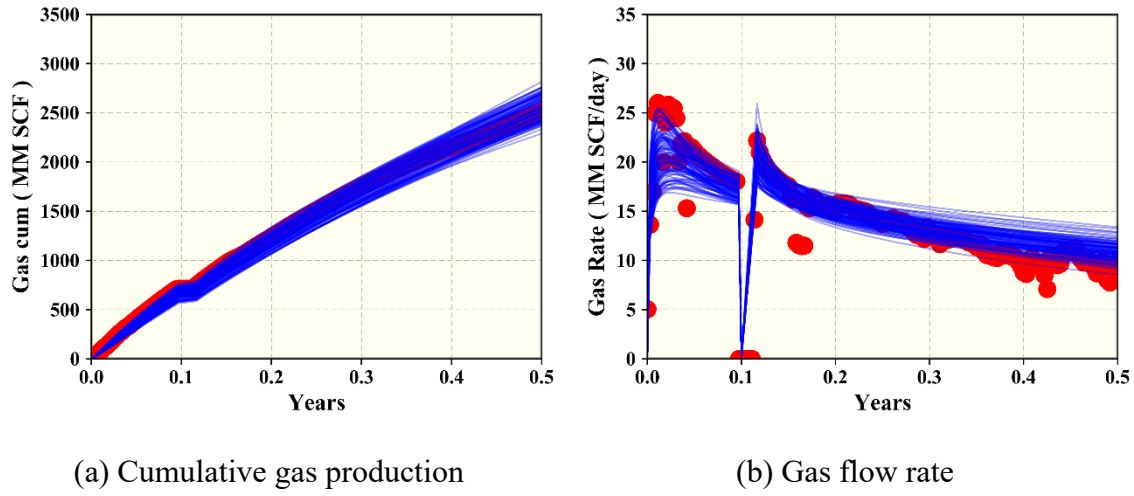 3500
3000
2500
2000
1500
1000
500
0
0.0 0.1 0.2 0.3 0.4 0.5
Years
Gas cum ( MM SCF )
35
30
25
20
15
10
5
0
0.0 0.1 0.2 0.3 0.4 0.5
Years
Gas Rate ( MM SCF/day )
(a) Cumulative gas production
(b) Gas flow rate